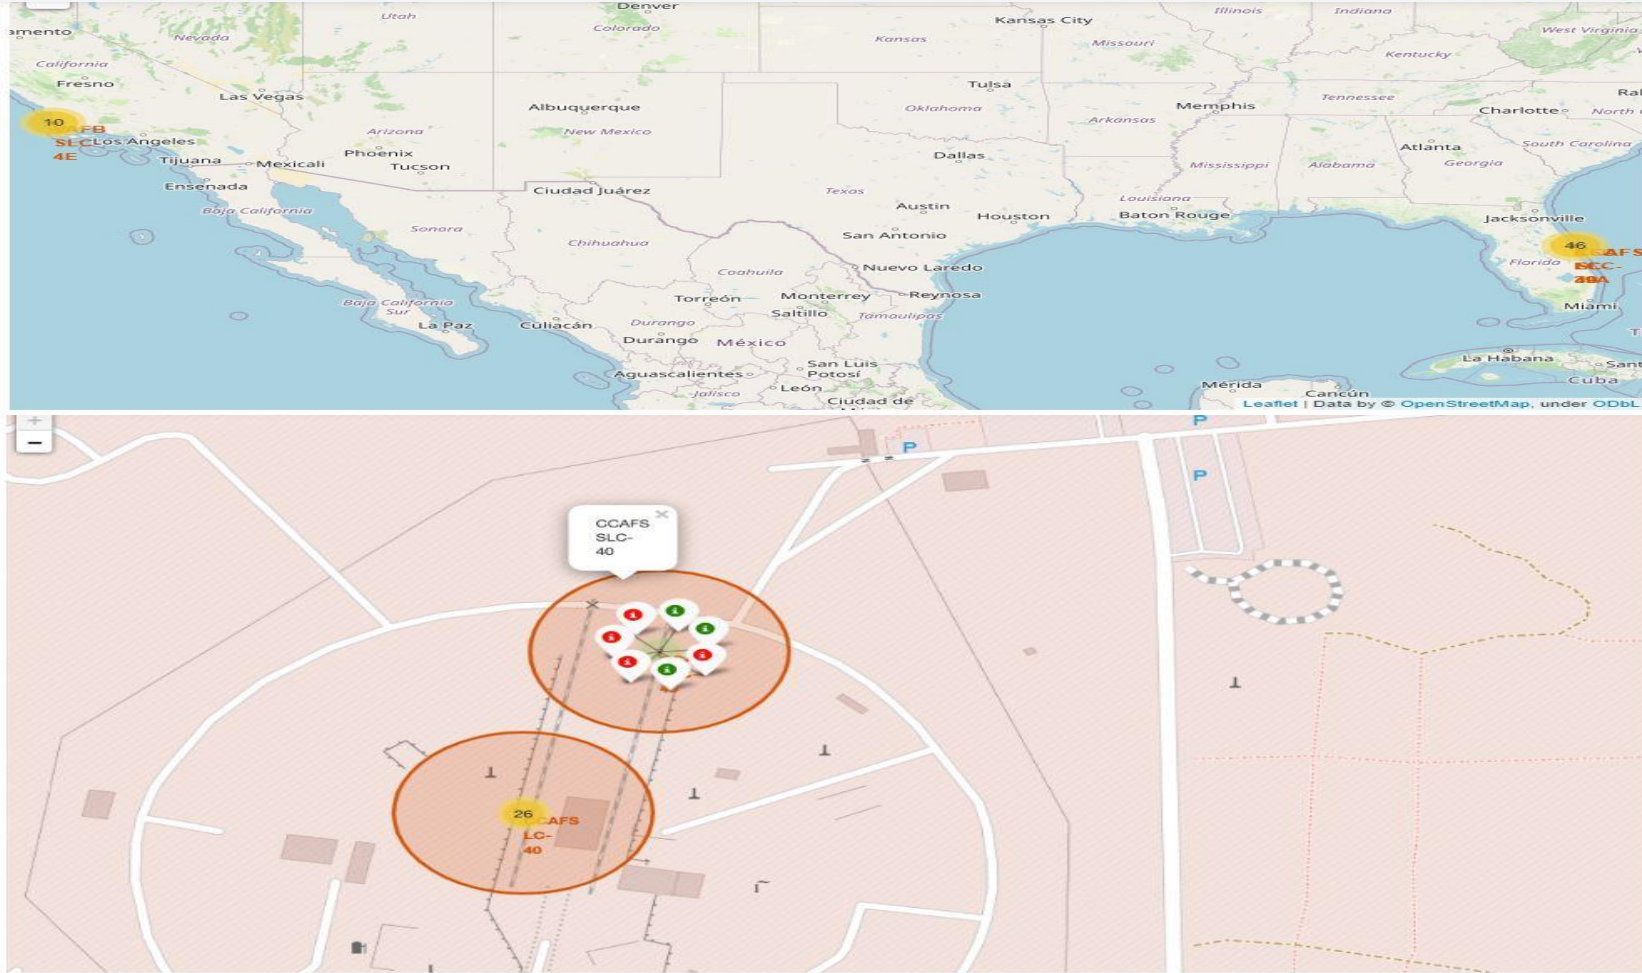 Denver
Utah
Kansas City
Illinois
Indiana
Colorado
Nevada
Kansas
Missouri
West Virginia
Kentucky
California
Fresno
Las Vegas
Tulsa
Albuquerque
Oklahoma
Memphis
Tennessee
Charlotte
North
10
Arizona
New Mexico
Arkansas
SLC
Los Angeles
4E
Phoenix
Tucson
Dallas
Atlanta
South Carolina
Tijuana
Mexicali
Mississippi
Alabama
Georgia
Ensenada
Ciudad Juárez
Texas
Louisiana
Baja California
Austin
Houston
Baton Rouge
Jacksonville
Sonora
Chihuahua
San Antonio
46
Florida
Coahuila
Nuevo Laredo
Torreón
Monterrey
Reynosa
Baja California
Sur
Saltillo
Tamaulipas
Miami
La Paz
Culiacán
Durango
Durango
México
La Habana
Aguascalientes
San Luis
Potosí
Cuba
Jalisco
León
Mérida
Cancún
Ciudad de
Leaflet | Data by © OpenStreetMap, under ODbL
+
−
P
P
P
CCAFS
SLC-
40
×
26
CCAFS
LC-
40